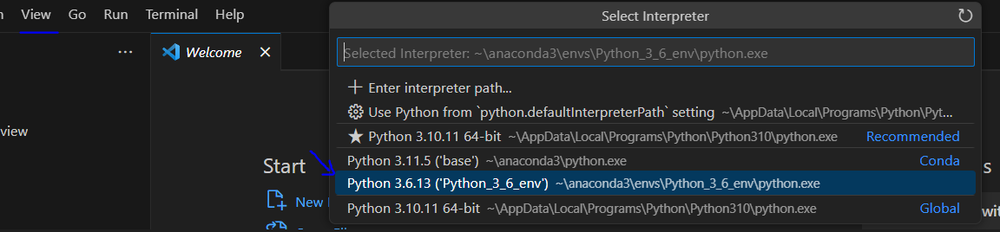 View Go Run Terminal Help
Select Interpreter
Welcome
Selected Interpreter: ~\anaconda3\envs\Python_3_6_env\python.exe
Enter interpreter path...
Use Python from `python.defaultInterpreterPath` setting ~\AppData\Local\Programs\Python\Pyt...
view
Python 3.10.11 64-bit ~\AppData\Local\Programs\Python\Python310\python.exe Recommended
Start
Python 3.11.5 ('base') ~\anaconda3\python.exe Conda
Python 3.6.13 ('Python_3_6_env') ~\anaconda3\envs\Python_3_6_env\python.exe
New
Python 3.10.11 64-bit ~\AppData\Local\Programs\Python\Python310\python.exe Global